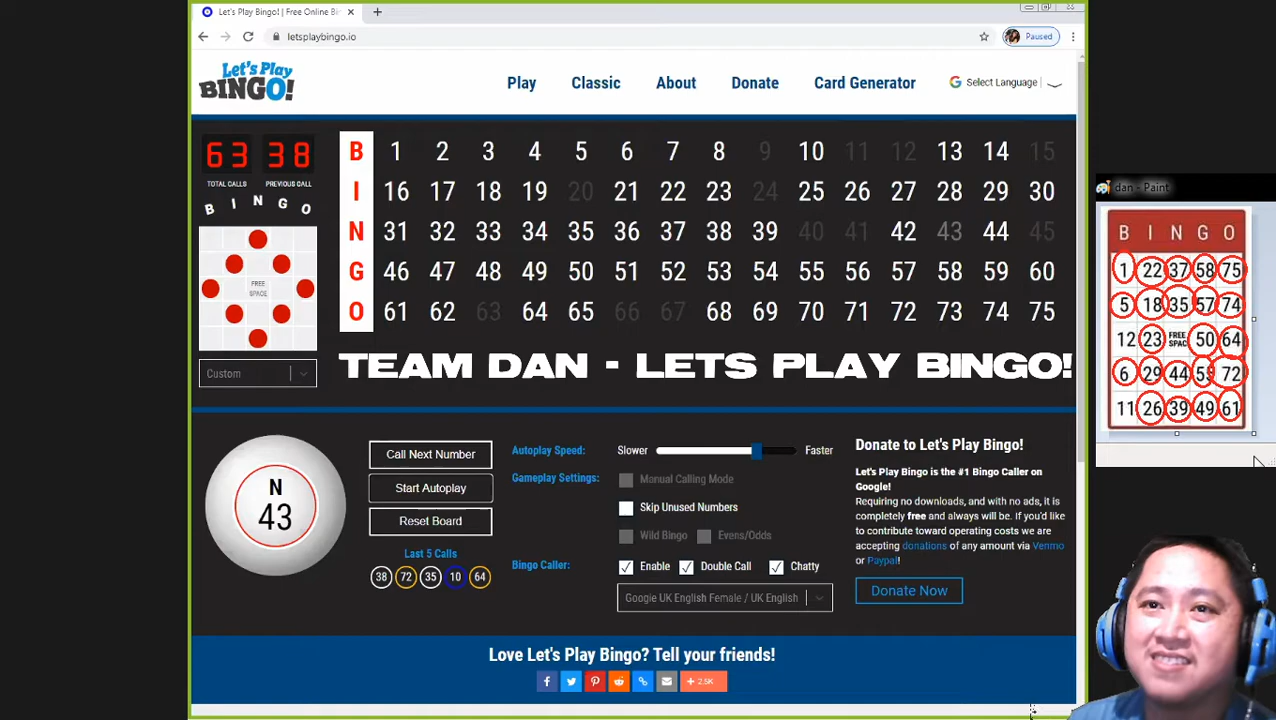 Let's Play Bingo! | Free Online Bin
letsplaybingo.io
Paused
Let's Play
BINGO!
Play Classic About Donate Card Generator Select Language
63 38
TOTAL CALLS PREVIOUS CALL
B I N G O
FREE
SPACE
Custom
B 1 2 3 4 5 6 7 8 9 10 11 12 13 14 15
I 16 17 18 19 20 21 22 23 24 25 26 27 28 29 30
N 31 32 33 34 35 36 37 38 39 40 41 42 43 44 45
G 46 47 48 49 50 51 52 53 54 55 56 57 58 59 60
O 61 62 63 64 65 66 67 68 69 70 71 72 73 74 75
TEAM DAN - LETS PLAY BINGO!
N
43
Call Next Number
Start Autoplay
Reset Board
Last 5 Calls
38 72 35 10 64
Autoplay Speed: Slower Faster
Gameplay Settings: Manual Calling Mode
Skip Unused Numbers
Wild Bingo Evens/Odds
Bingo Caller: Enable Double Call Chatty
Google UK English Female / UK English
Donate to Let's Play Bingo!
Let's Play Bingo is the #1 Bingo Caller on
Google!
Requiring no downloads, and with no ads, it is
completely free and always will be. If you'd like
to contribute toward operating costs we are
accepting donations of any amount via Venmo
or Paypal!
Donate Now
Love Let's Play Bingo? Tell your friends!
2.5K
dan - Paint
B I N G O
1 22 37 58 75
5 18 35 57 74
12 23 FREE 50 64
SPAC
6 29 44 72
11 26 39 49 61